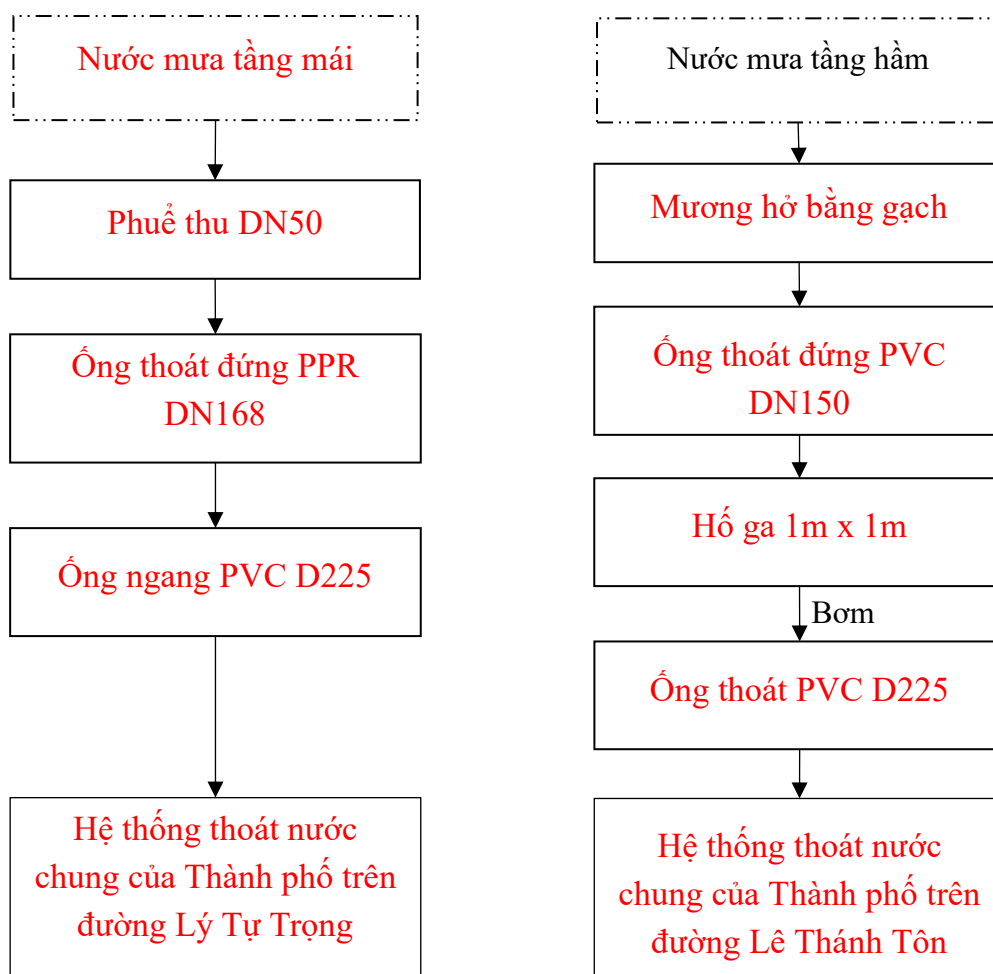 Nước mưa tầng mái
Phuể thu DN50
Ống thoát đứng PPR
DN168
Ống ngang PVC D225
Hệ thống thoát nước
chung của Thành phố trên
đường Lý Tự Trọng
Nước mưa tầng hầm
Mương hở bằng gạch
Ống thoát đứng PVC
DN150
Hố ga 1m x 1m
Bơm
Ống thoát PVC D225
Hệ thống thoát nước
chung của Thành phố trên
đường Lê Thánh Tôn